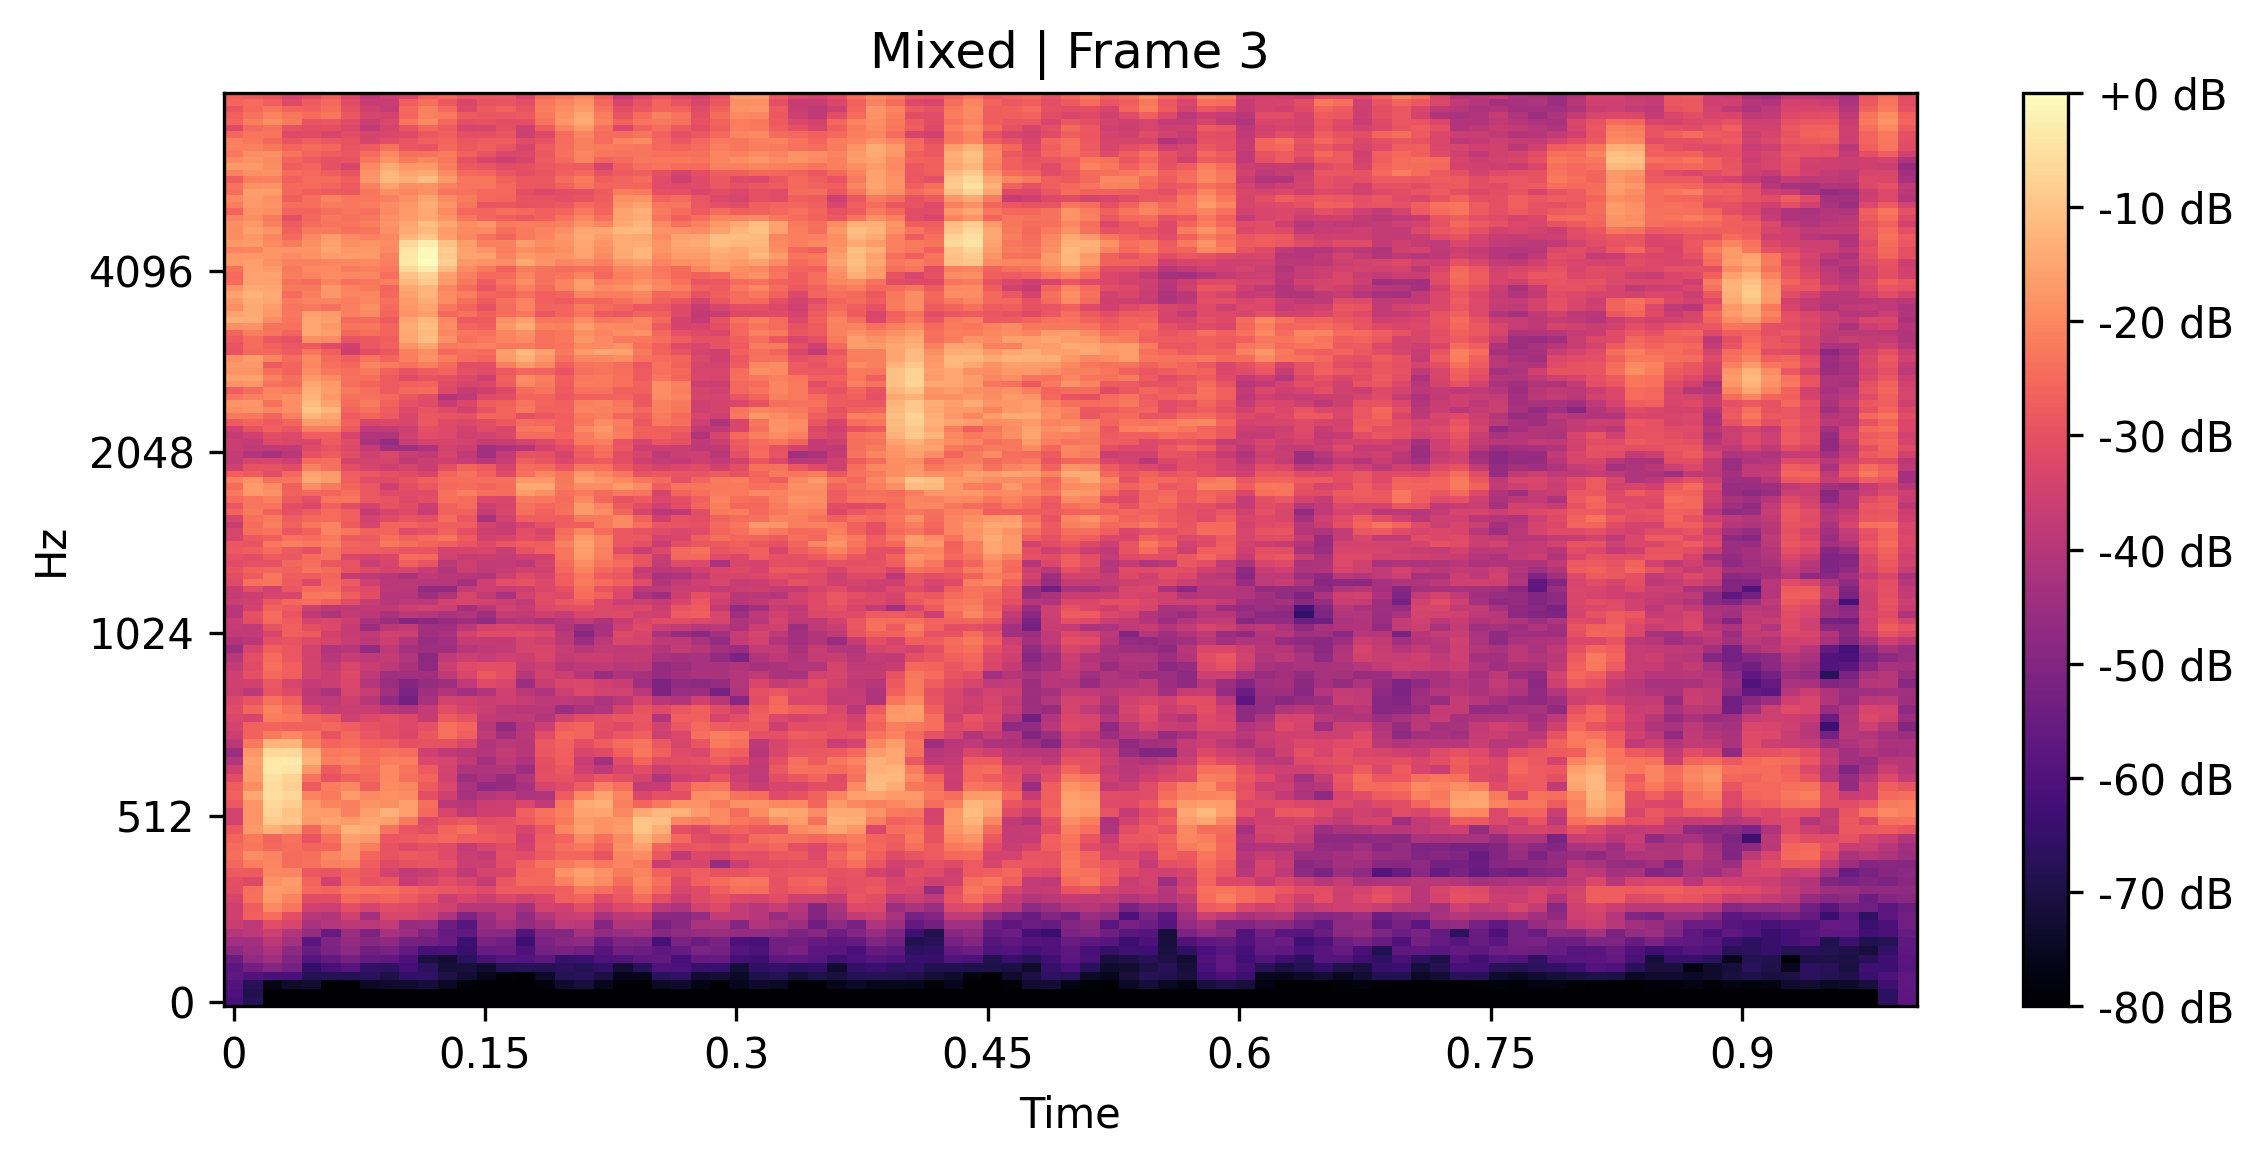 Mixed | Frame 3
+0 dB
-10 dB
-20 dB
-30 dB
-40 dB
-50 dB
-60 dB
-70 dB
-80 dB
Hz
4096
2048
1024
512
0
0 0.15 0.3 0.45 0.6 0.75 0.9
Time